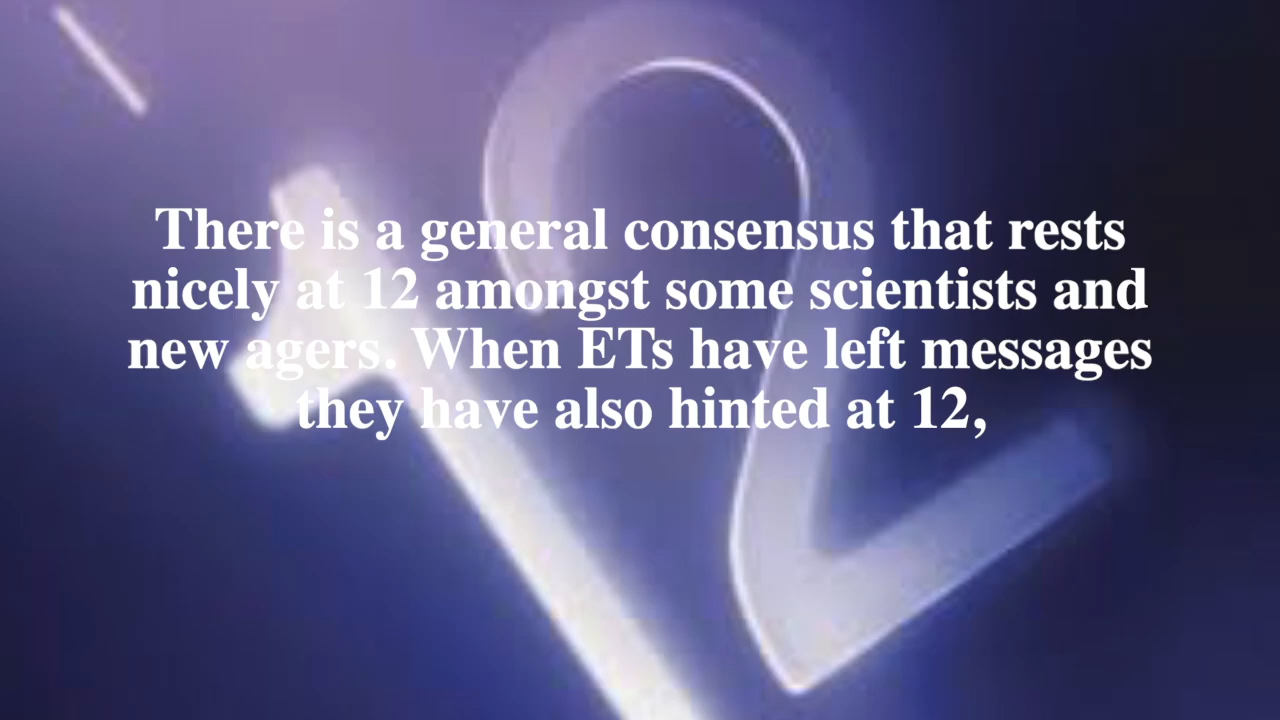 There is a general consensus that rests
nicely at 12 amongst some scientists and
new agers. When ETs have left messages
they have also hinted at 12,
12